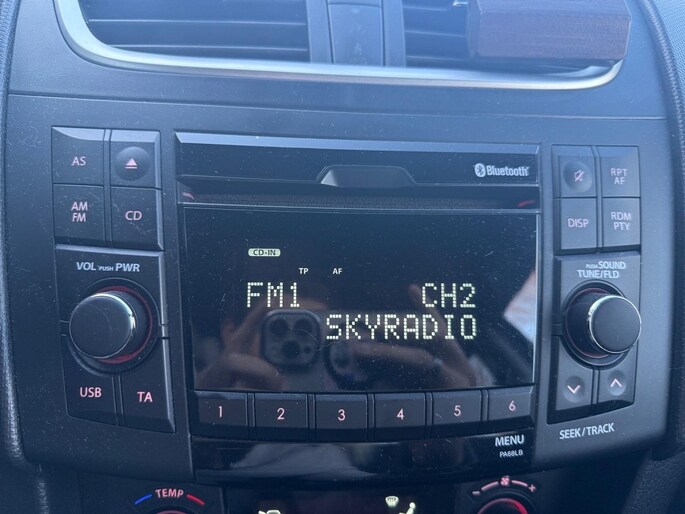 AS
AM
FM
CD
Bluetooth
RPT
AF
DISP
RDM
PTY
VOL PUSH PWR
PUSH SOUND
TUNE/FLD
CD-IN
TP AF
FM1 CH2
SKYRADIO
USB
TA
1 2 3 4 5 6
SEEK/TRACK
MENU
PA68LB
TEMP